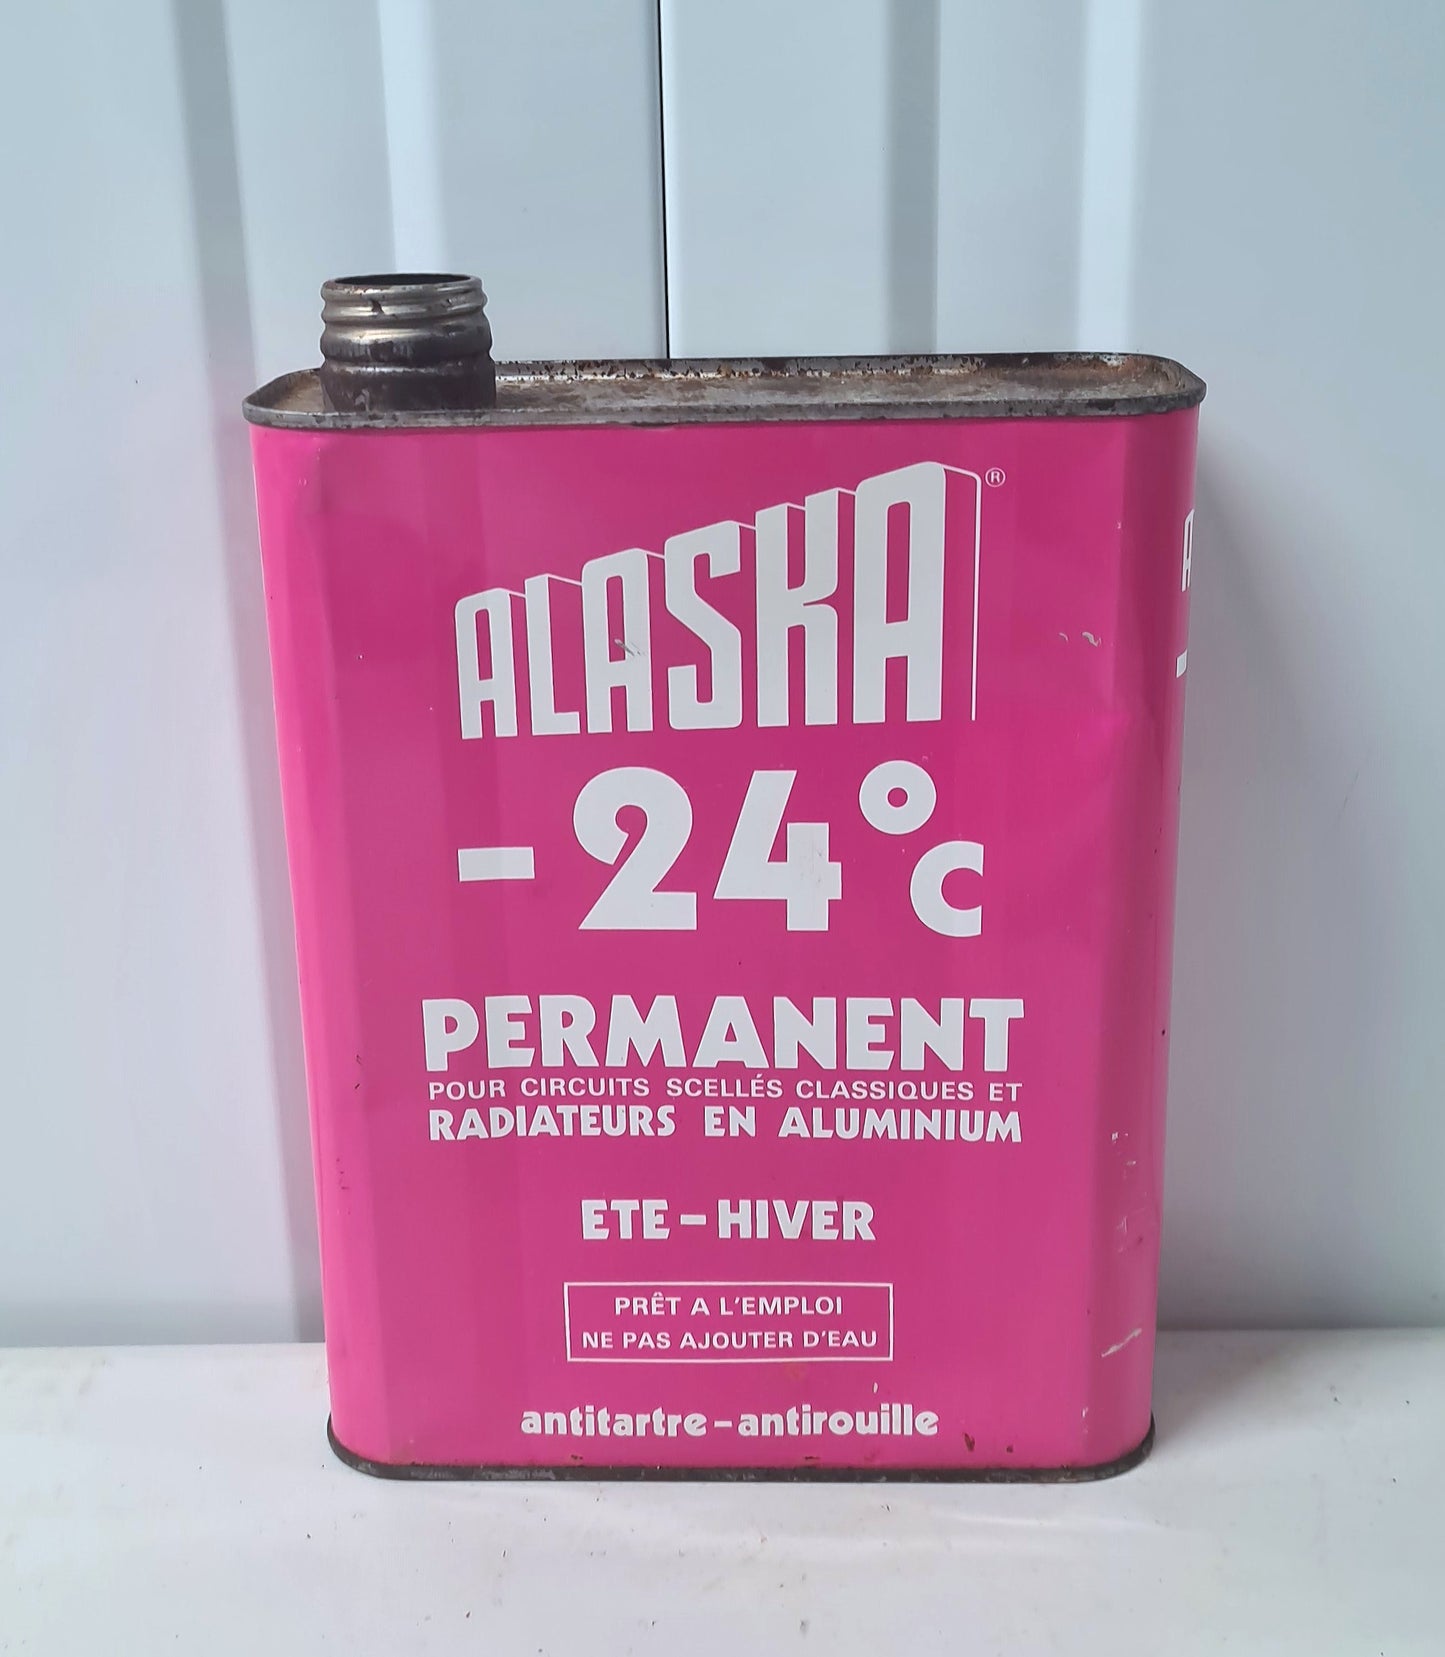 ALASKA®
-24°C
PERMANENT
POUR CIRCUITS SCELLÉS CLASSIQUES ET
RADIATEURS EN ALUMINIUM
ETE - HIVER
PRÊT A L'EMPLOI
NE PAS AJOUTER D'EAU
antitartre - antirouille